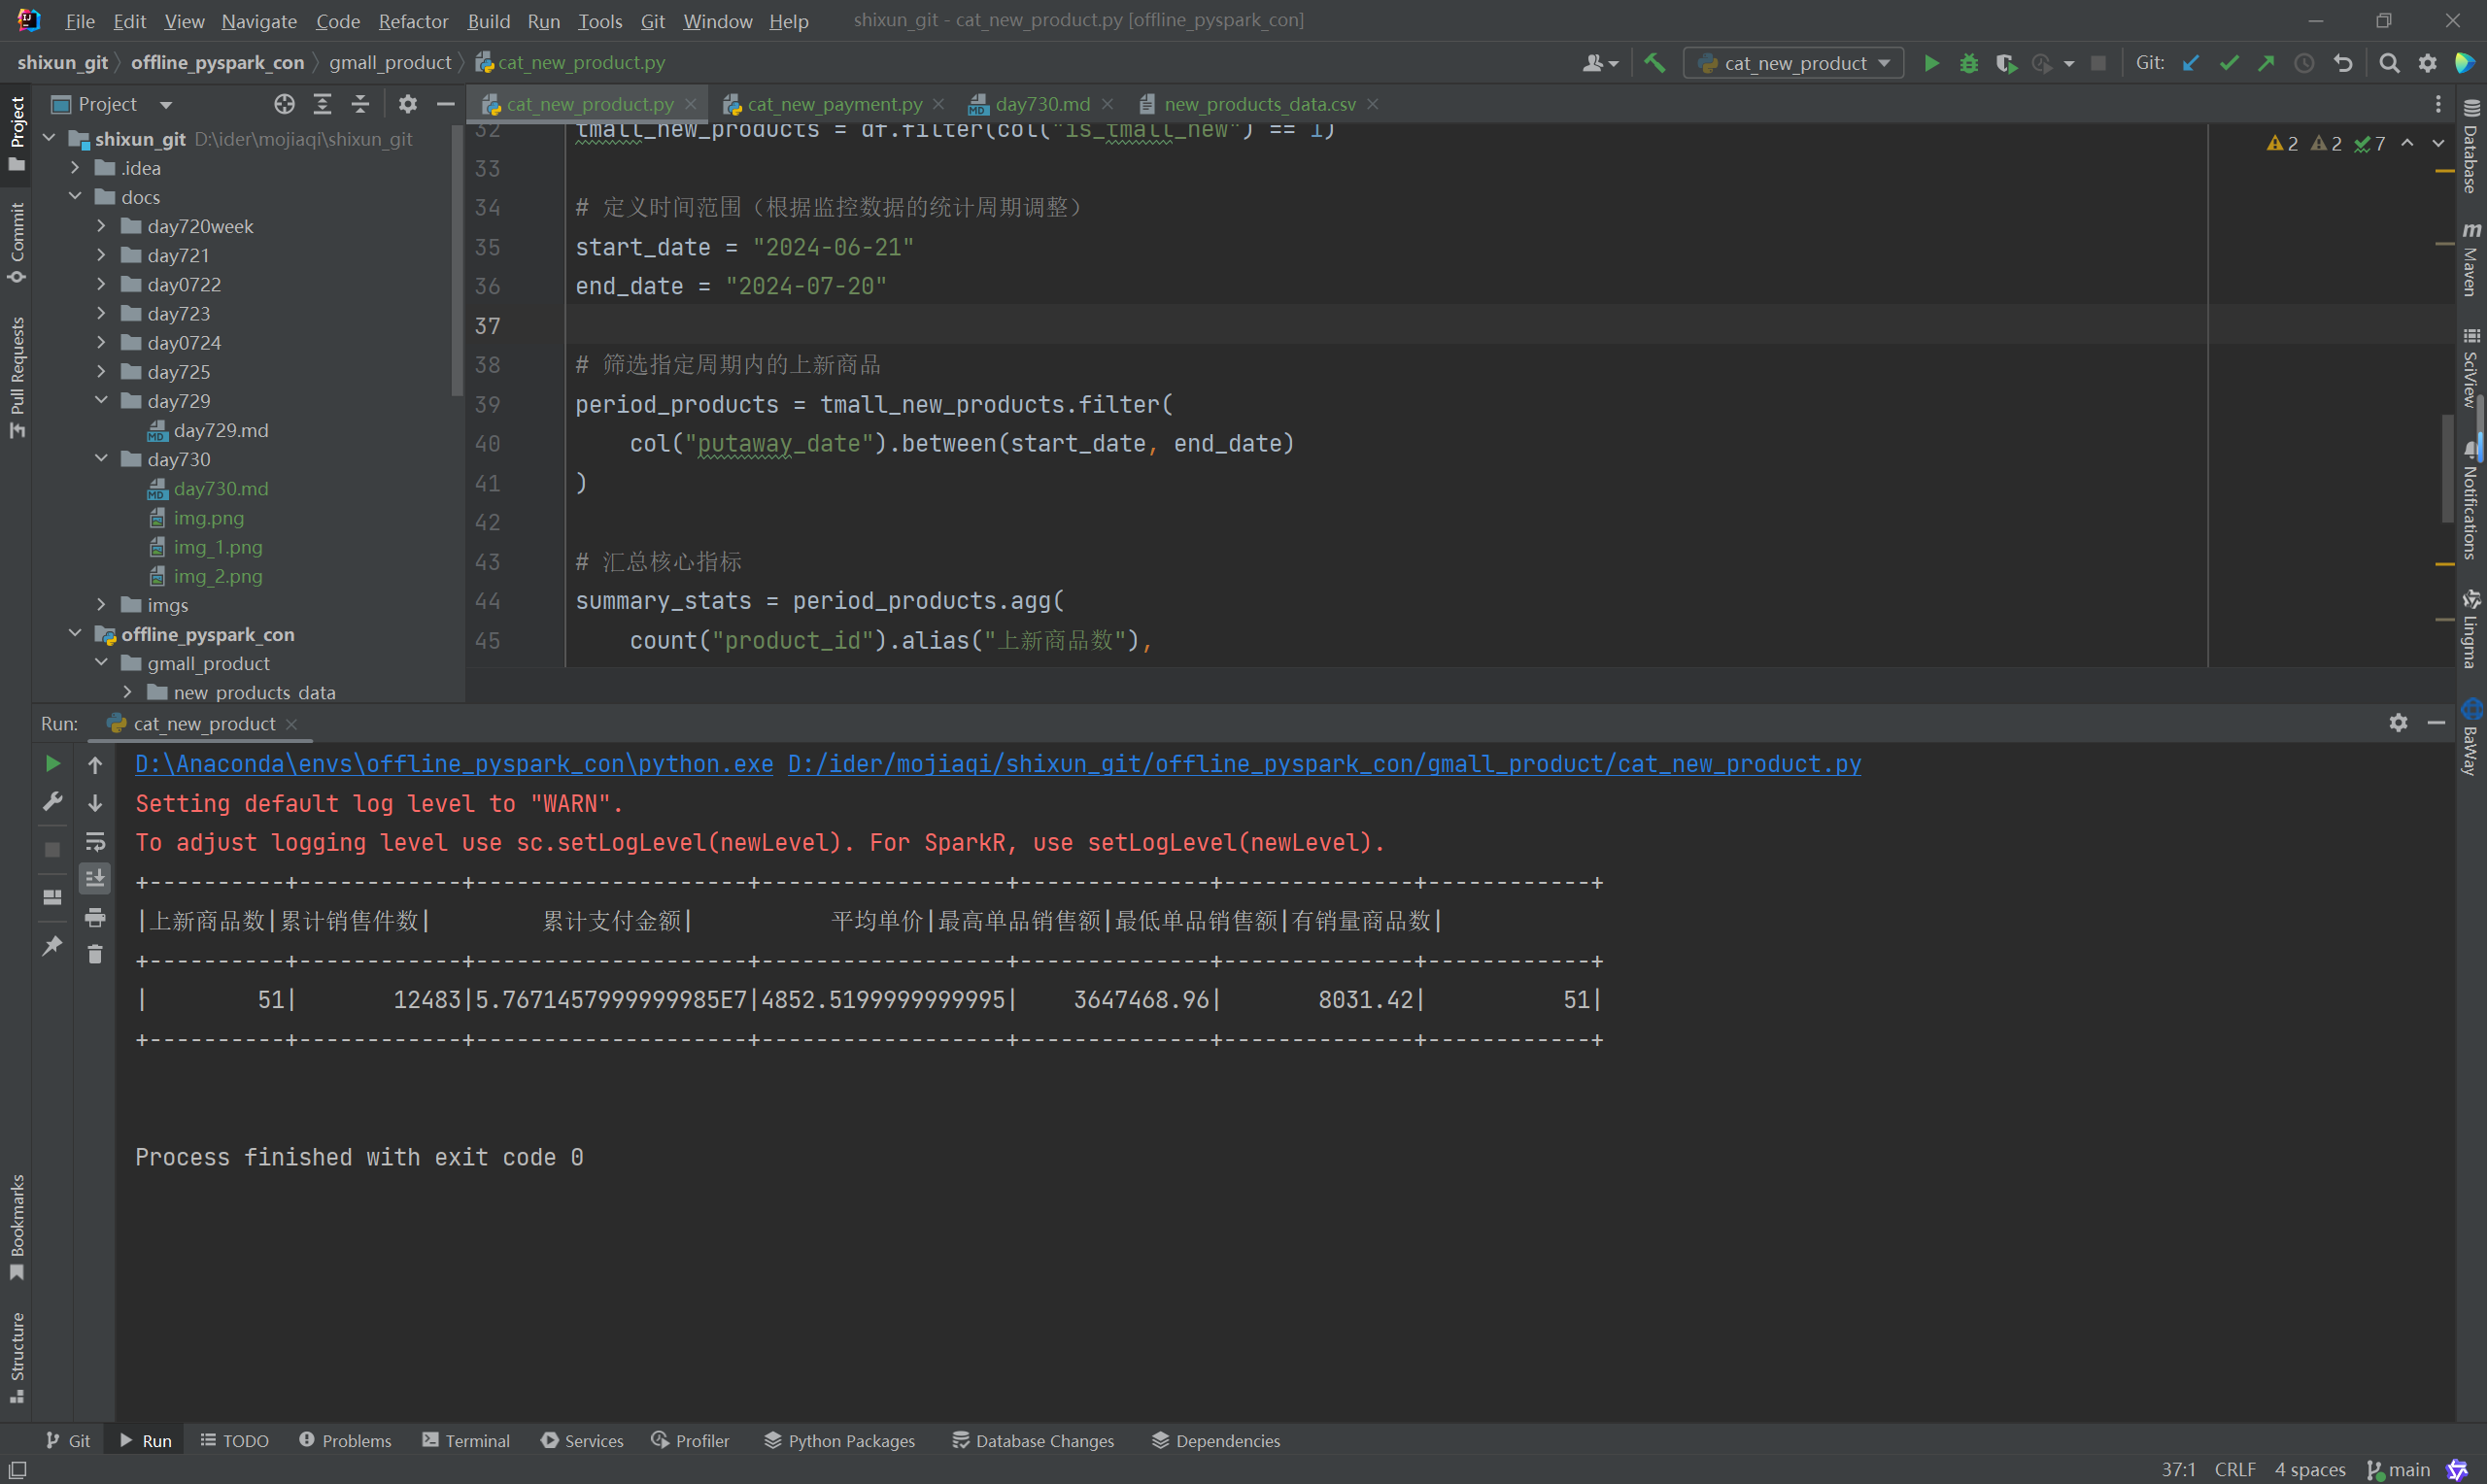 File Edit View Navigate Code Refactor Build Run Tools Git Window Help shixun_git - cat_new_product.py [offline_pyspark_con]
shixun_git offline_pyspark_con gmall_product cat_new_product.py cat_new_product Git:
Project
cat_new_product.py cat_new_payment.py day730.md new_products_data.csv
shixun_git D:\ider\mojiaqi\shixun_git
.idea
docs
day720week
day721
day0722
day723
day0724
day725
day729
day729.md
day730
day730.md
img.png
img_1.png
img_2.png
imgs
offline_pyspark_con
gmall_product
new_products_data
32 tmall_new_products = df.filter(col("is_tmall_new") == 1)
33
34 # 定义时间范围（根据监控数据的统计周期调整）
35 start_date = "2024-06-21"
36 end_date = "2024-07-20"
37
38 # 筛选指定周期内的上新商品
39 period_products = tmall_new_products.filter(
40 col("putaway_date").between(start_date, end_date)
41 )
42
43 # 汇总核心指标
44 summary_stats = period_products.agg(
45 count("product_id").alias("上新商品数"),
2 2 7
Project
Commit
Pull Requests
Bookmarks
Structure
Database
Maven
SciView
Notifications
Lingma
BaWay
Run: cat_new_product
D:\Anaconda\envs\offline_pyspark_con\python.exe D:/ider/mojiaqi/shixun_git/offline_pyspark_con/gmall_product/cat_new_product.py
Setting default log level to "WARN".
To adjust logging level use sc.setLogLevel(newLevel). For SparkR, use setLogLevel(newLevel).
+----------+------------+--------------------+------------------+--------------+--------------+------------+
|上新商品数|累计销售件数| 累计支付金额| 平均单价|最高单品销售额|最低单品销售额|有销量商品数|
+----------+------------+--------------------+------------------+--------------+--------------+------------+
| 51| 12483|5.7671457999999985E7|4852.5199999999995| 3647468.96| 8031.42| 51|
+----------+------------+--------------------+------------------+--------------+--------------+------------+
Process finished with exit code 0
Git Run TODO Problems Terminal Services Profiler Python Packages Database Changes Dependencies
37:1 CRLF 4 spaces main